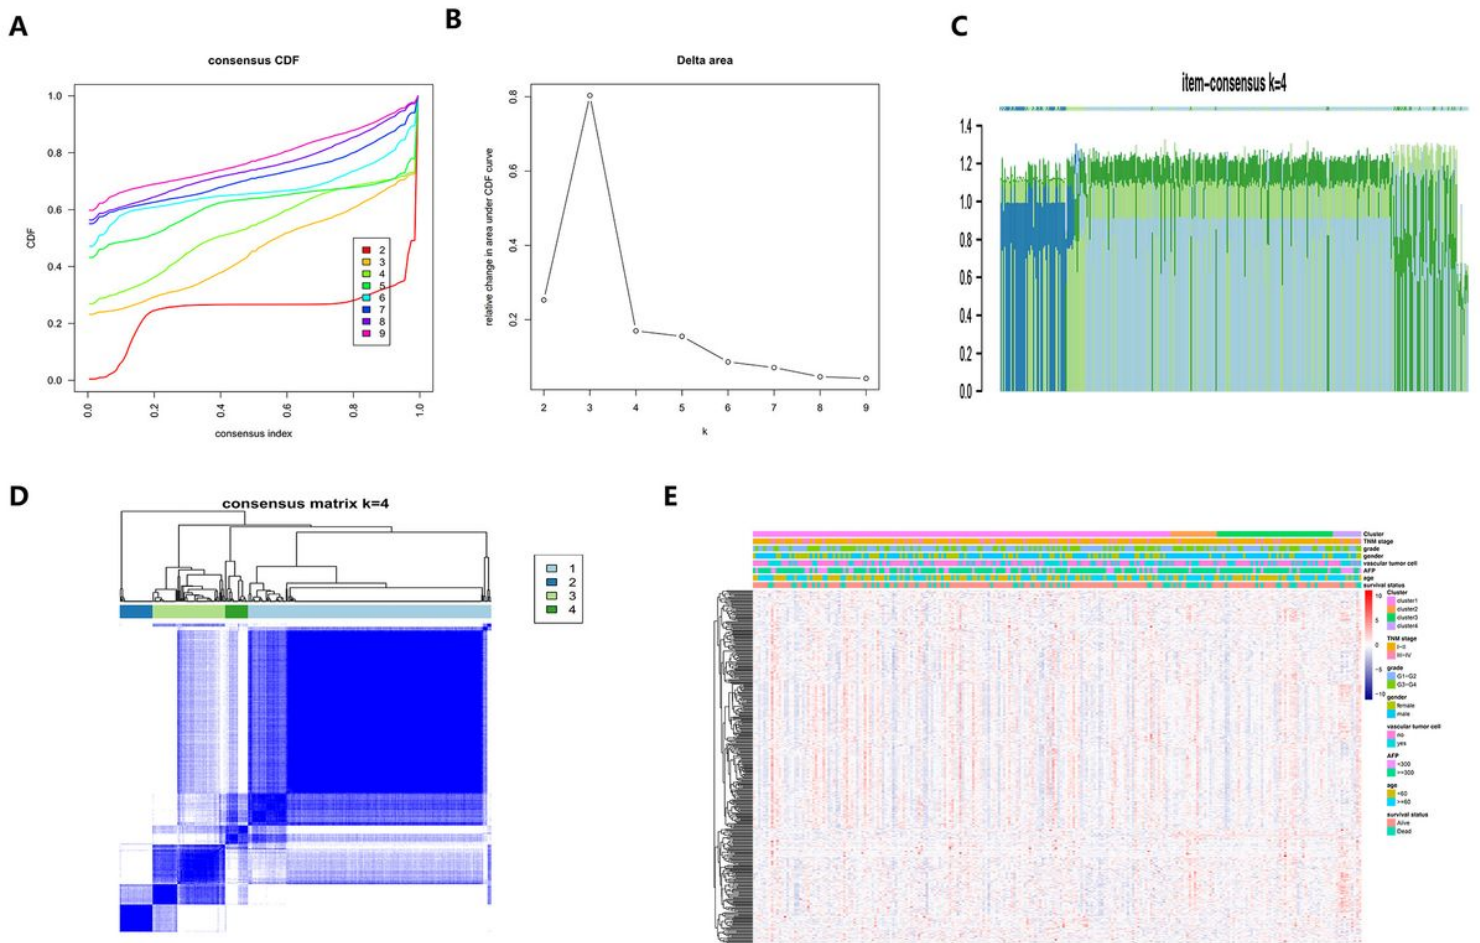 A
consensus CDF
CDF
1.0
0.8
0.6
0.4
0.2
0.0
0.0
0.2
0.4
0.6
0.8
1.0
consensus index
2
3
4
5
6
7
8
9
B
Delta area
relative change in area under CDF curve
0.8
0.6
0.4
0.2
2
3
4
5
6
7
8
9
k
C
item-consensus k=4
1.4
1.2
1.0
0.8
0.6
0.4
0.2
0.0
D
consensus matrix k=4
1
2
3
4
E
Cluster
TNM stage
grade
gender
vascular tumor cell
AFP
age
survival status
10
5
0
−5
−10
Cluster
cluster1
cluster2
cluster3
cluster4
TNM stage
I−II
III−IV
grade
G1−G2
G3−G4
gender
female
male
vascular tumor cell
no
yes
AFP
<300
>=300
age
<60
>=60
survival status
Alive
Dead